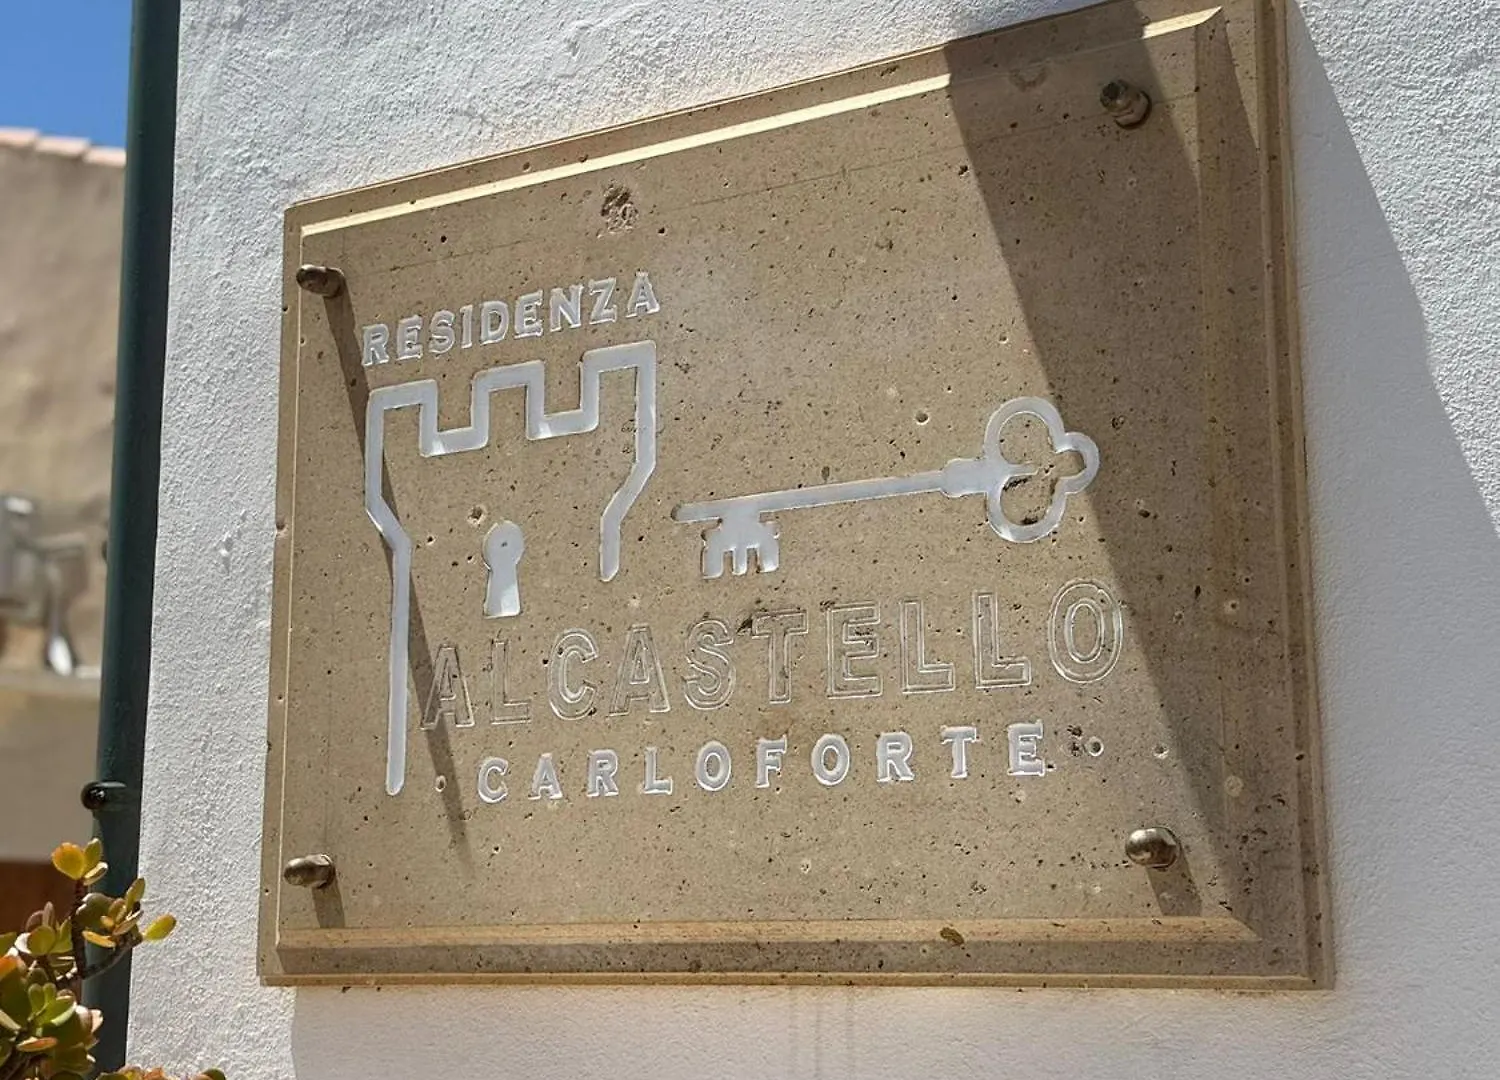 RESIDENZA
ALCASTELLO
· CARLOFORTE ·